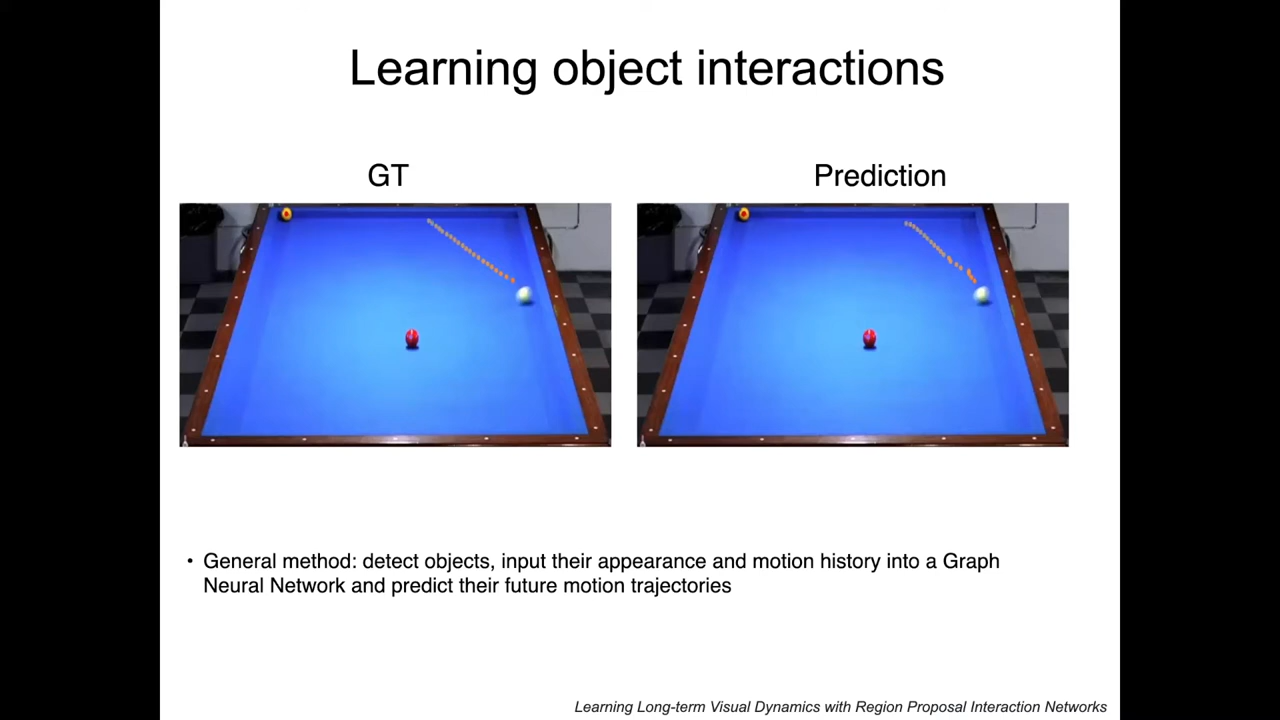 Learning object interactions
GT
Prediction
• General method: detect objects, input their appearance and motion history into a Graph
Neural Network and predict their future motion trajectories
Learning Long-term Visual Dynamics with Region Proposal Interaction Networks